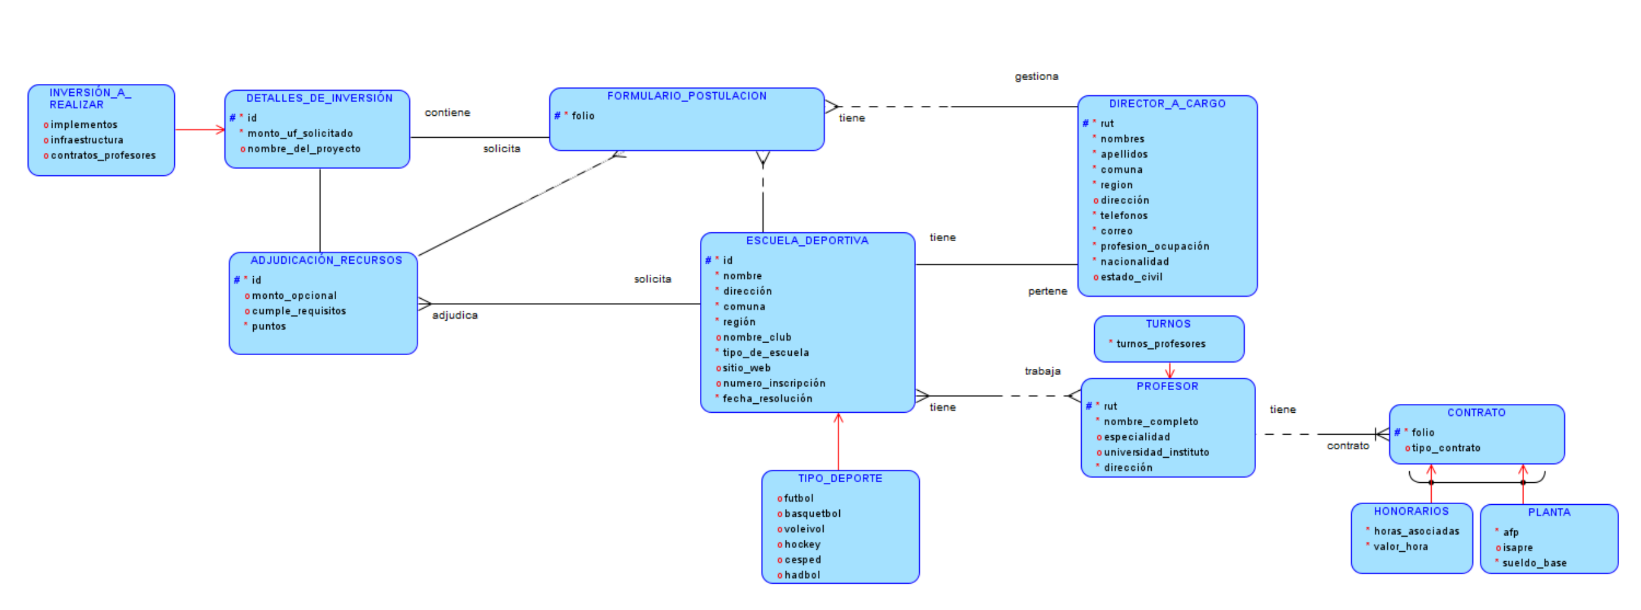 INVERSIÓN_A_
REALIZAR
o implementos
o infraestructura
o contratos_profesores
DETALLES_DE_INVERSIÓN
# * id
* monto_uf_solicitado
o nombre_del_proyecto
contiene
solicita
FORMULARIO_POSTULACION
# * folio
gestiona
tiene
DIRECTOR_A_CARGO
# * rut
* nombres
* apellidos
* comuna
* region
o dirección
* telefonos
* correo
* profesion_ocupación
* nacionalidad
o estado_civil
ADJUDICACIÓN_RECURSOS
# * id
o monto_opcional
o cumple_requisitos
* puntos
solicita
adjudica
ESCUELA_DEPORTIVA
# * id
* nombre
* dirección
* comuna
* región
o nombre_club
* tipo_de_escuela
o sitio_web
o numero_inscripción
* fecha_resolución
tiene
pertene
TURNOS
* turnos_profesores
trabaja
tiene
PROFESOR
# * rut
* nombre_completo
o especialidad
o universidad_instituto
* dirección
tiene
contrato
CONTRATO
# * folio
o tipo_contrato
TIPO_DEPORTE
o futbol
o basquetbol
o voleivol
o hockey
o cesped
o hadbol
HONORARIOS
* horas_asociadas
* valor_hora
PLANTA
* afp
o isapre
* sueldo_base